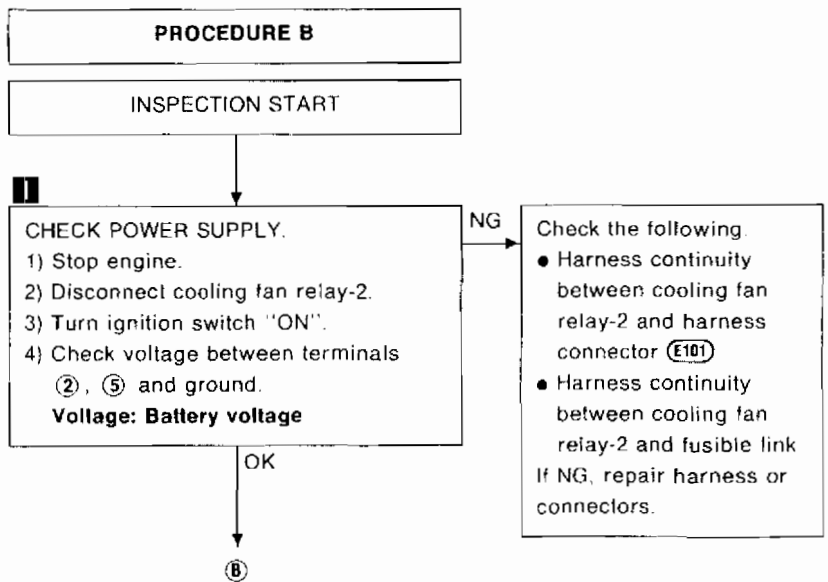 PROCEDURE B
INSPECTION START
CHECK POWER SUPPLY.
1) Stop engine.
2) Disconnect cooling fan relay-2.
3) Turn ignition switch "ON".
4) Check voltage between terminals
②, ⑤ and ground.
Voltage: Battery voltage
NG
Check the following.
● Harness continuity
between cooling fan
relay-2 and harness
connector (E101)
● Harness continuity
between cooling fan
relay-2 and fusible link
If NG, repair harness or
connectors.
OK
Ⓑ